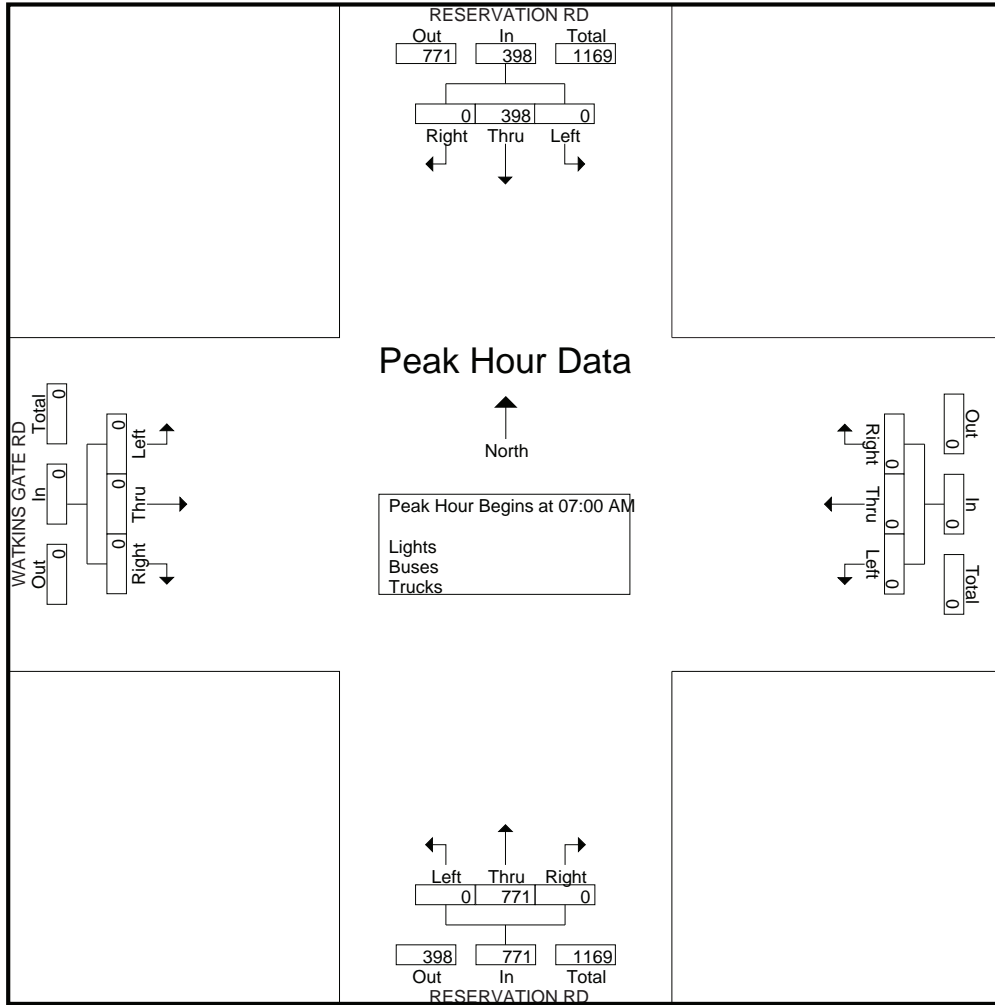 RESERVATION RD
Out In Total
771 398 1169
0 398 0
Right Thru Left
Peak Hour Data
North
Peak Hour Begins at 07:00 AM
Lights
Buses
Trucks
WATKINS GATE RD
Total In Out
0 0 0
0 0 0
Left Thru Right
Right Thru Left
0 0 0
Out In Total
0 0 0
Left Thru Right
0 771 0
398 771 1169
Out In Total
RESERVATION RD